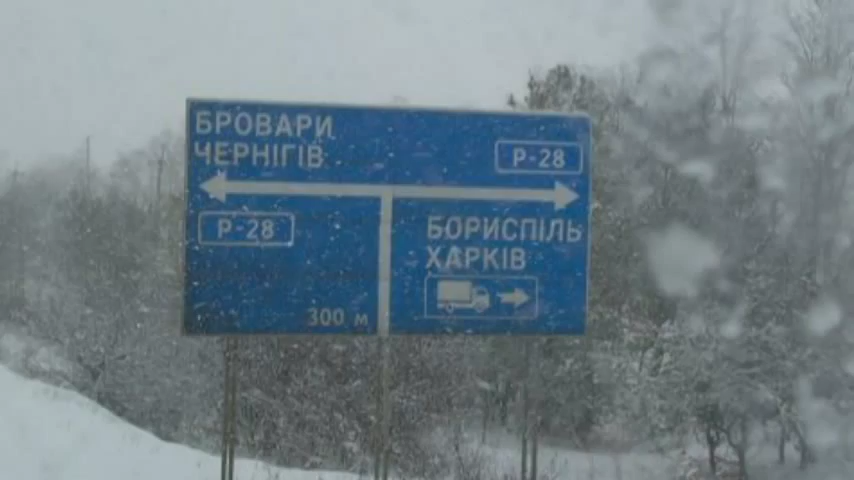 БРОВАРИ
ЧЕРНІГІВ
Р-28
Р-28
БОРИСПІЛЬ
ХАРКІВ
300 м